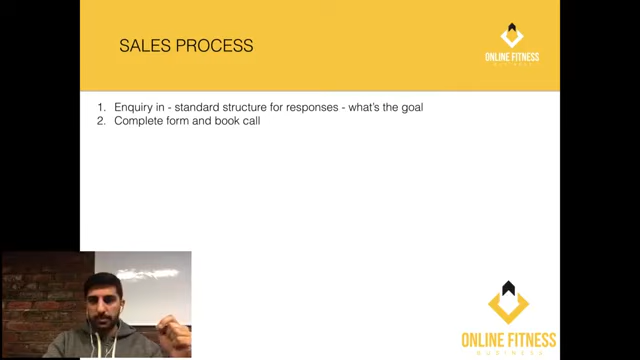 SALES PROCESS
ONLINE FITNESS
BUSINESS
1. Enquiry in - standard structure for responses - what's the goal
2. Complete form and book call
ONLINE FITNESS
BUSINESS